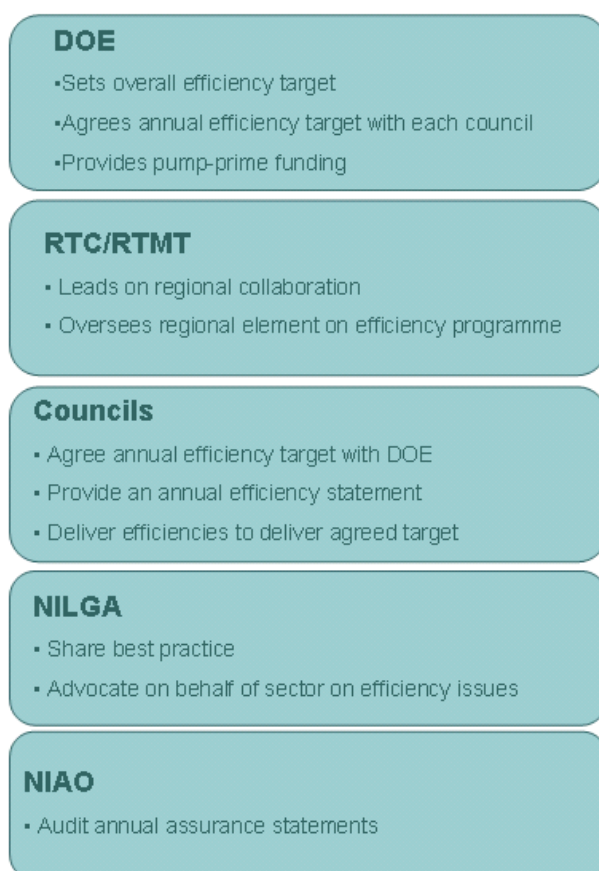 DOE
▪Sets overall efficiency target
▪Agrees annual efficiency target with each council
▪Provides pump-prime funding
RTC/RTMT
▪ Leads on regional collaboration
▪ Oversees regional element on efficiency programme
Councils
▪ Agree annual efficiency target with DOE
▪ Provide an annual efficiency statement
▪ Deliver efficiencies to deliver agreed target
NILGA
▪ Share best practice
▪ Advocate on behalf of sector on efficiency issues
NIAO
▪ Audit annual assurance statements